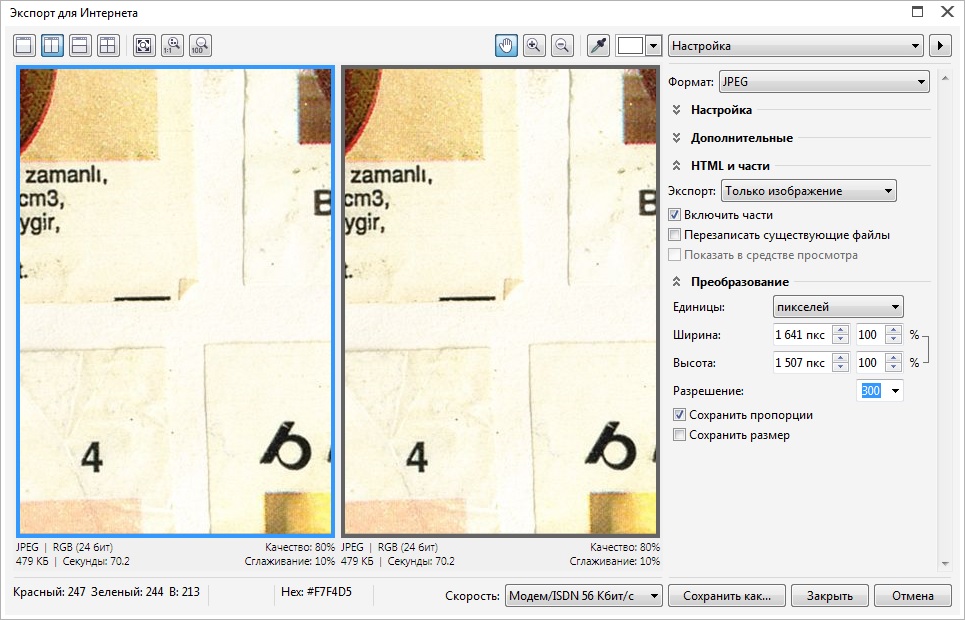 Экспорт для Интернета
1:1
100
Настройка
Формат: JPEG
Настройка
Дополнительные
HTML и части
Экспорт: Только изображение
Включить части
Перезаписать существующие файлы
Показать в средстве просмотра
Преобразование
Единицы: пикселей
Ширина: 1 641 пкс 100 %
Высота: 1 507 пкс 100 %
Разрешение: 300
Сохранить пропорции
Сохранить размер
zamanlı,
cm3,
ygir,
t.
B
4
6
zamanlı,
cm3,
ygir,
t.
B
4
6
JPEG | RGB (24 бит) Качество: 80%
479 КБ | Секунды: 70.2 Сглаживание: 10%
JPEG | RGB (24 бит) Качество: 80%
479 КБ | Секунды: 70.2 Сглаживание: 10%
Красный: 247 Зеленый: 244 В: 213 Hex: #F7F4D5 Скорость: Модем/ISDN 56 Кбит/с Сохранить как... Закрыть Отмена